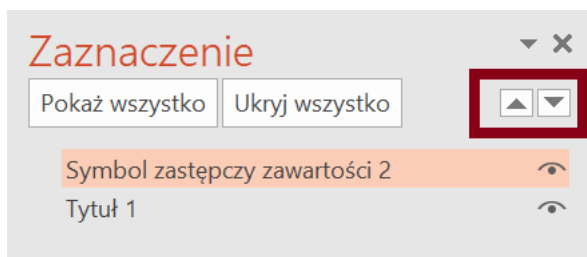 Zaznaczenie
Pokaż wszystko Ukryj wszystko
Symbol zastępczy zawartości 2
Tytuł 1